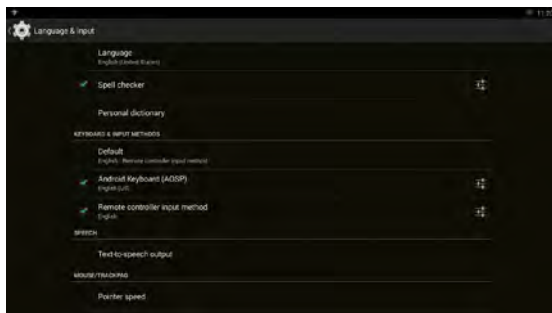 Language & Input
Language
English (United States)
Spell checker
Personal dictionary
KEYBOARD & INPUT METHODS
Default
English - Remote controller input method
Android Keyboard (AOSP)
English (US)
Remote controller input method
English
SPEECH
Text-to-speech output
MOUSE/TRACKPAD
Pointer speed